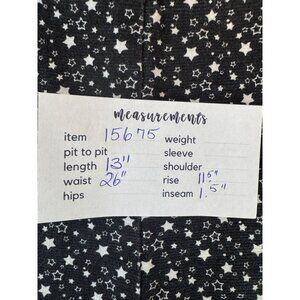 measurements
item 15675 weight
pit to pit sleeve
length 13" shoulder
waist 26" rise 11.5"
hips inseam 1.5"